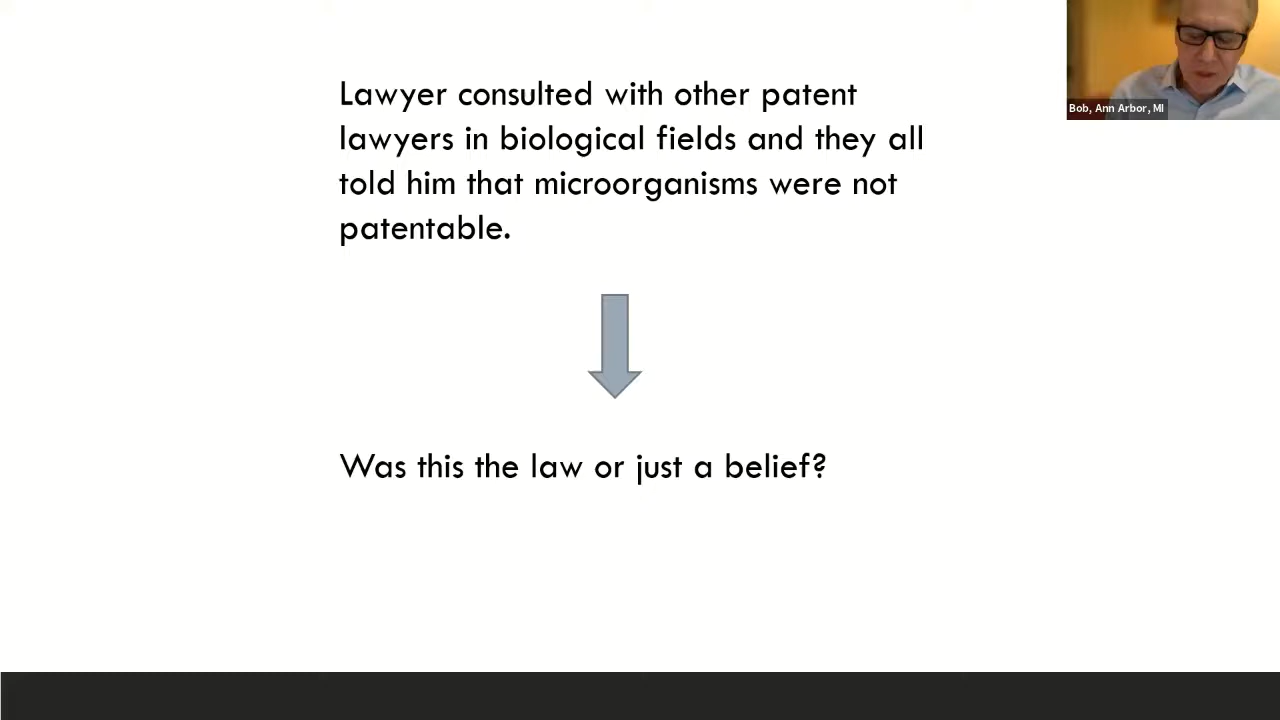 Lawyer consulted with other patent
lawyers in biological fields and they all
told him that microorganisms were not
patentable.
Was this the law or just a belief?
Bob, Ann Arbor, MI